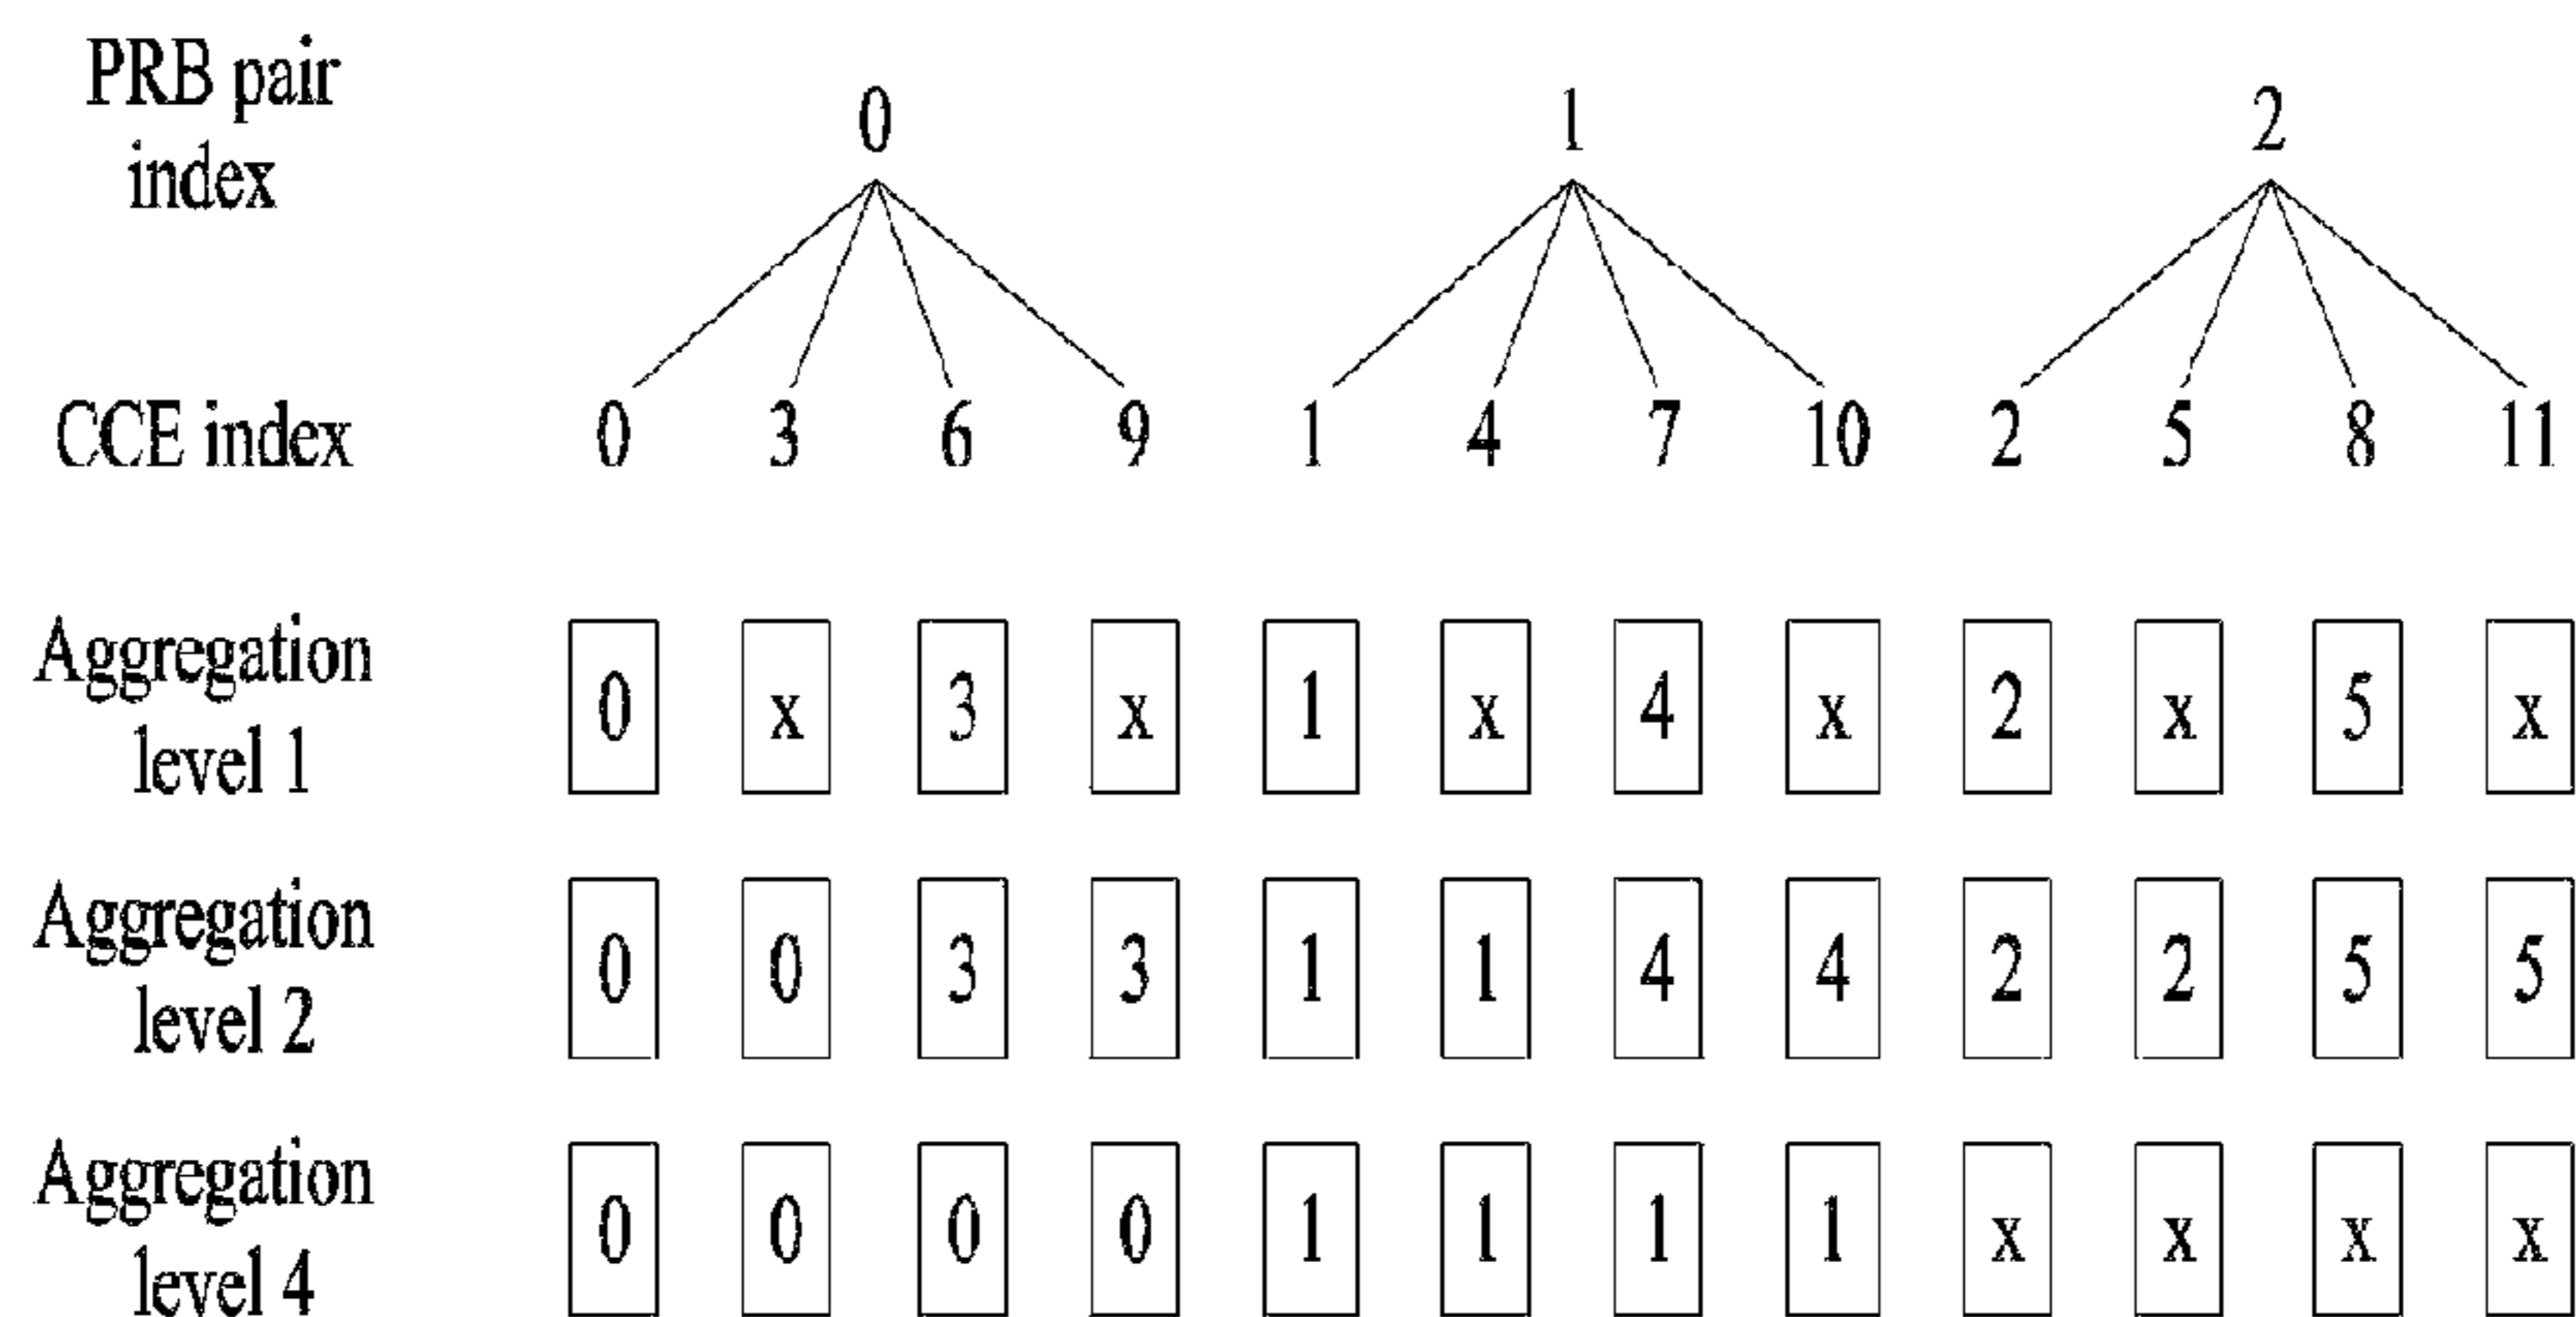 PRB pair
index
0 1 2
CCE index 0 3 6 9 1 4 7 10 2 5 8 11
Aggregation
level 1
0 x 3 x 1 x 4 x 2 x 5 x
Aggregation
level 2
0 0 3 3 1 1 4 4 2 2 5 5
Aggregation
level 4
0 0 0 0 1 1 1 1 x x x x